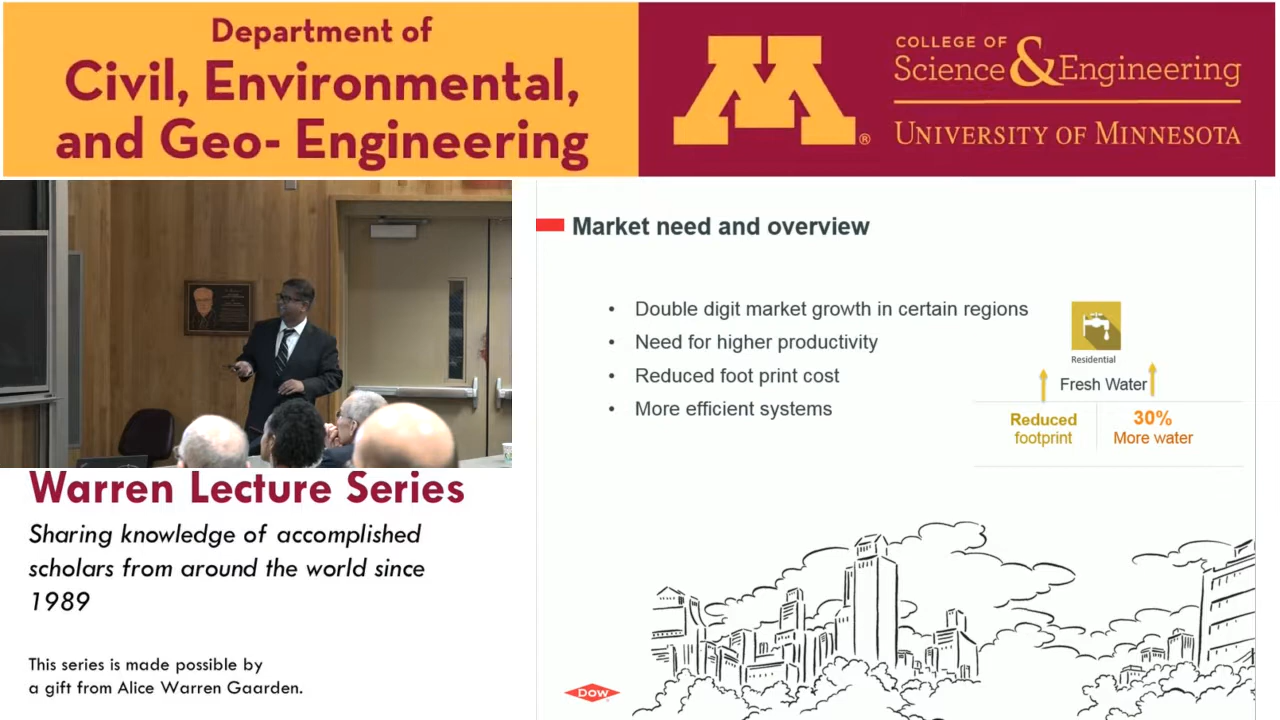 Department of
Civil, Environmental,
and Geo- Engineering
M
®
COLLEGE OF
Science & Engineering
UNIVERSITY OF MINNESOTA
Market need and overview
• Double digit market growth in certain regions
• Need for higher productivity
• Reduced foot print cost
• More efficient systems
Residential
Fresh Water
Reduced
footprint
30%
More water
Warren Lecture Series
Sharing knowledge of accomplished
scholars from around the world since
1989
This series is made possible by
a gift from Alice Warren Gaarden.
DOW